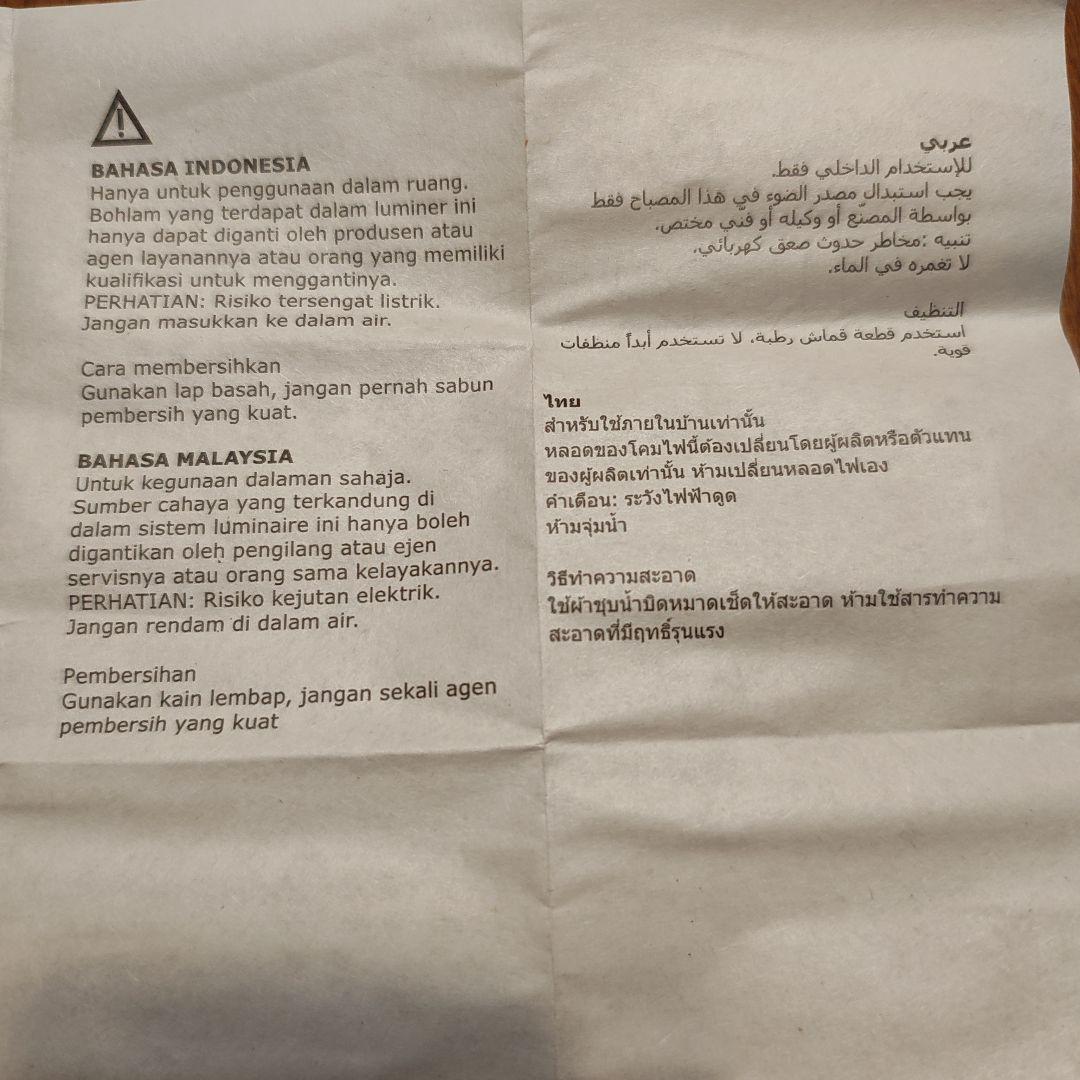 BAHASA INDONESIA
Hanya untuk penggunaan dalam ruang.
Bohlam yang terdapat dalam luminer ini
hanya dapat diganti oleh produsen atau
agen layanannya atau orang yang memiliki
kualifikasi untuk menggantinya.
PERHATIAN: Risiko tersengat listrik.
Jangan masukkan ke dalam air.
Cara membersihkan
Gunakan lap basah, jangan pernah sabun
pembersih yang kuat.
BAHASA MALAYSIA
Untuk kegunaan dalaman sahaja.
Sumber cahaya yang terkandung di
dalam sistem luminaire ini hanya boleh
digantikan oleh pengilang atau ejen
servisnya atau orang sama kelayakannya.
PERHATIAN: Risiko kejutan elektrik.
Jangan rendam di dalam air.
Pembersihan
Gunakan kain lembap, jangan sekali agen
pembersih yang kuat
عربي
للإستخدام الداخلي فقط.
يجب استبدال مصدر الضوء في هذا المصباح فقط
بواسطة المصنّع أو وكيله أو فنّي مختص.
تنبيه :مخاطر حدوث صعق كهربائي.
لا تغمره في الماء.
التنظيف
استخدم قطعة قماش رطبة، لا تستخدم أبداً منظفات
قوية.
ไทย
สำหรับใช้ภายในบ้านเท่านั้น
หลอดของโคมไฟนี้ต้องเปลี่ยนโดยผู้ผลิตหรือตัวแทน
ของผู้ผลิตเท่านั้น ห้ามเปลี่ยนหลอดไฟเอง
คำเตือน: ระวังไฟฟ้าดูด
ห้ามจุ่มน้ำ
วิธีทำความสะอาด
ใช้ผ้าชุบน้ำบิดหมาดเช็ดให้สะอาด ห้ามใช้สารทำความ
สะอาดที่มีฤทธิ์รุนแรง